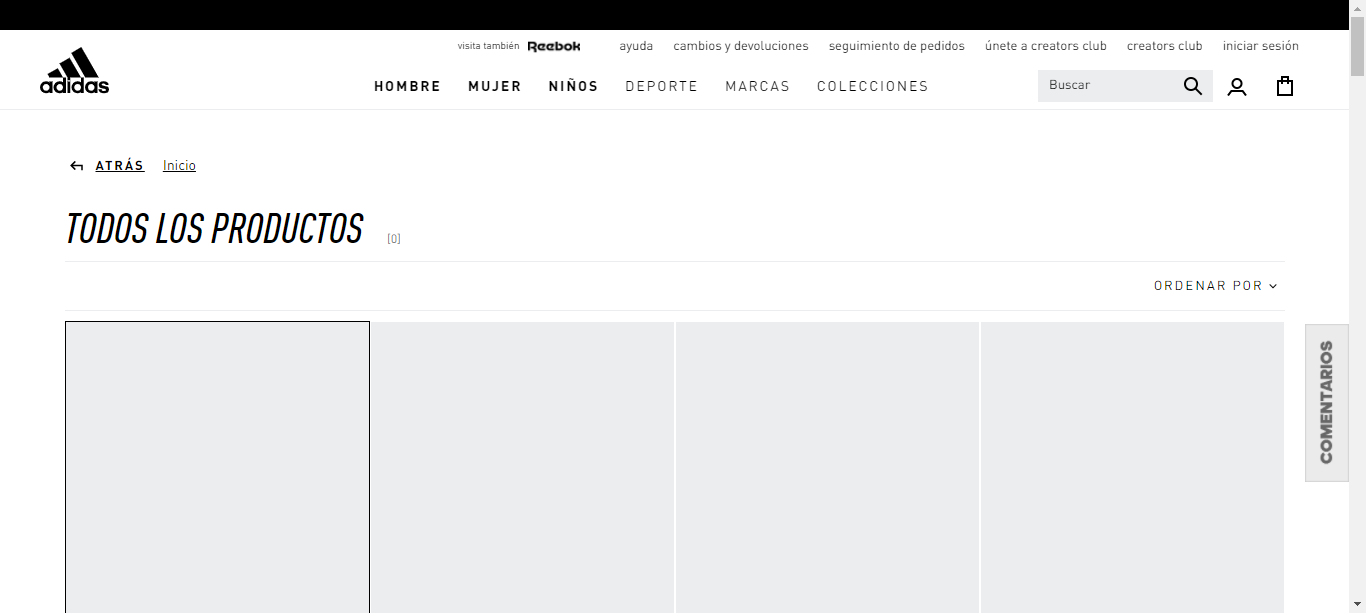 visita también Reebok ayuda cambios y devoluciones seguimiento de pedidos únete a creators club creators club iniciar sesión
adidas
HOMBRE MUJER NIÑOS DEPORTE MARCAS COLECCIONES Buscar
ATRÁS Inicio
TODOS LOS PRODUCTOS [0]
ORDENAR POR
COMENTARIOS